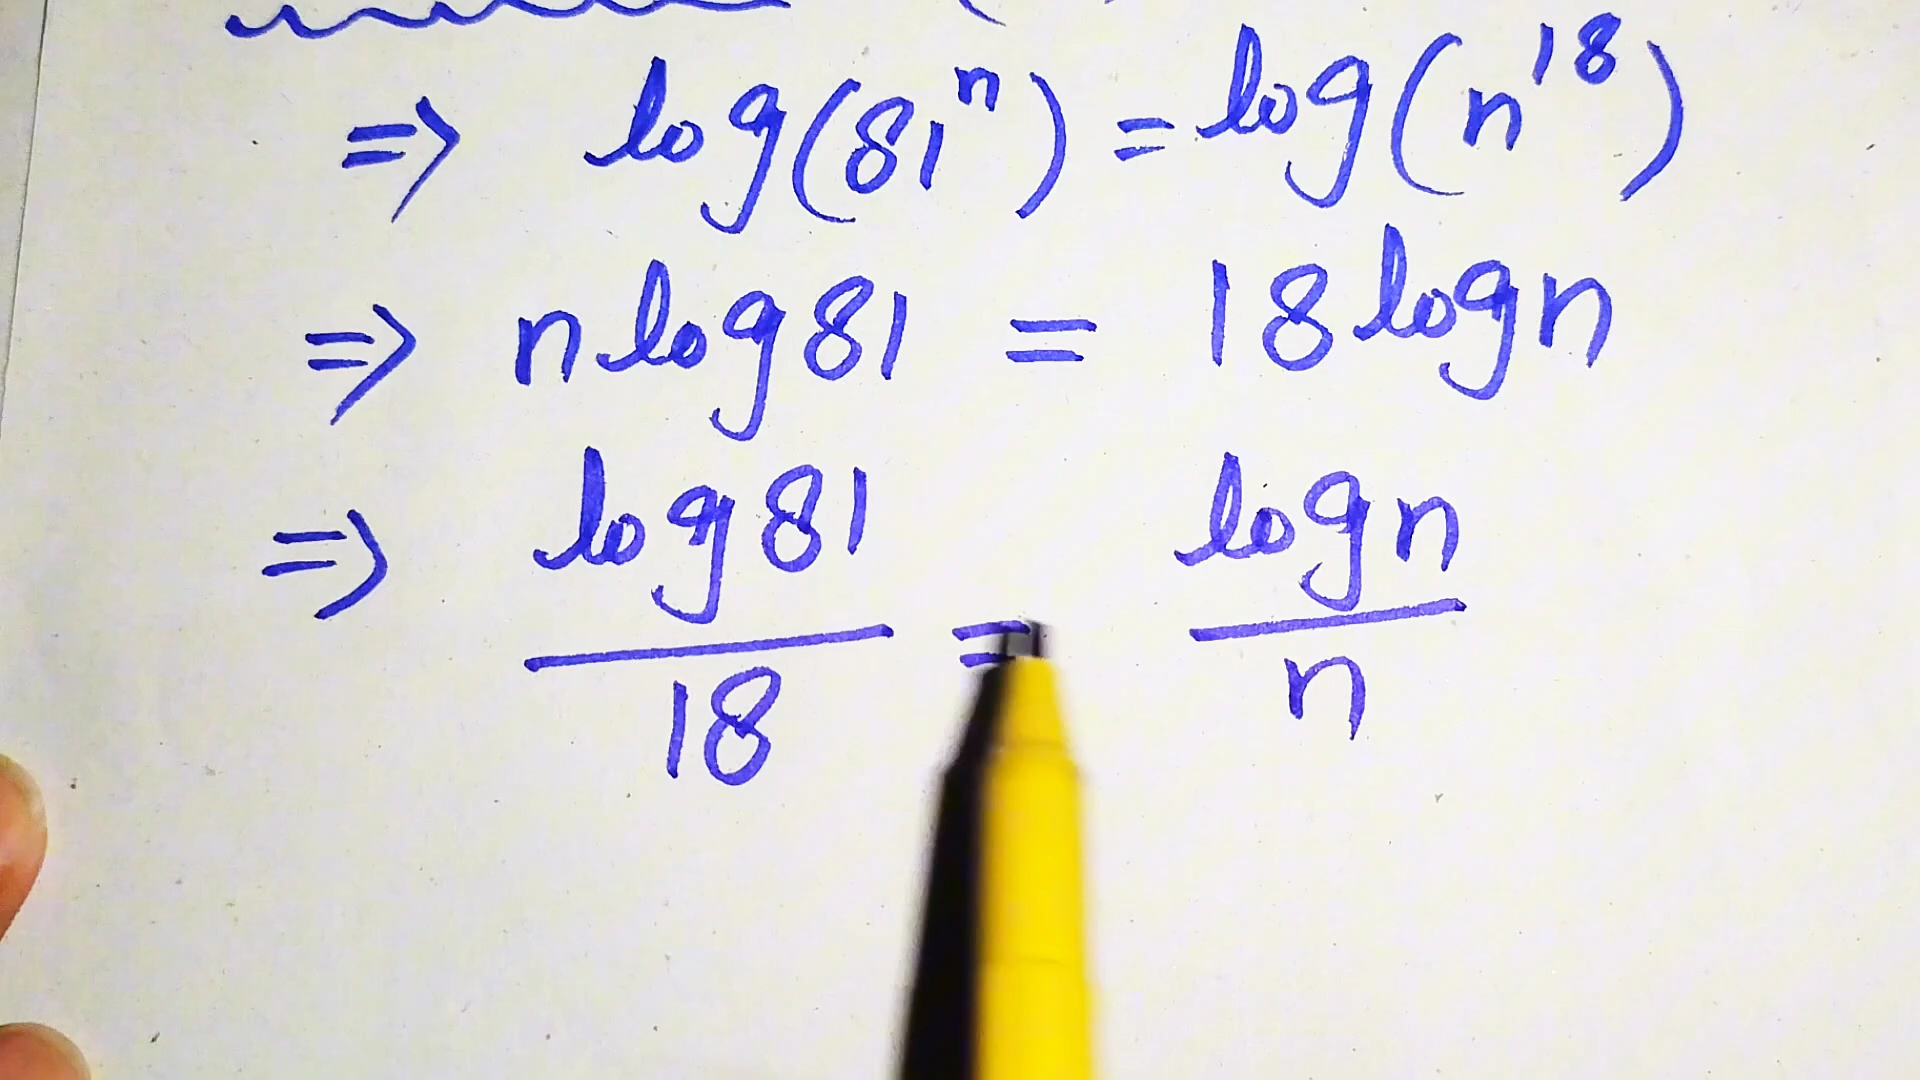 ⇒ log(81ⁿ) = log(n¹⁸)
⇒ n log 81 = 18 log n
⇒ log 81 / 18 = log n / n